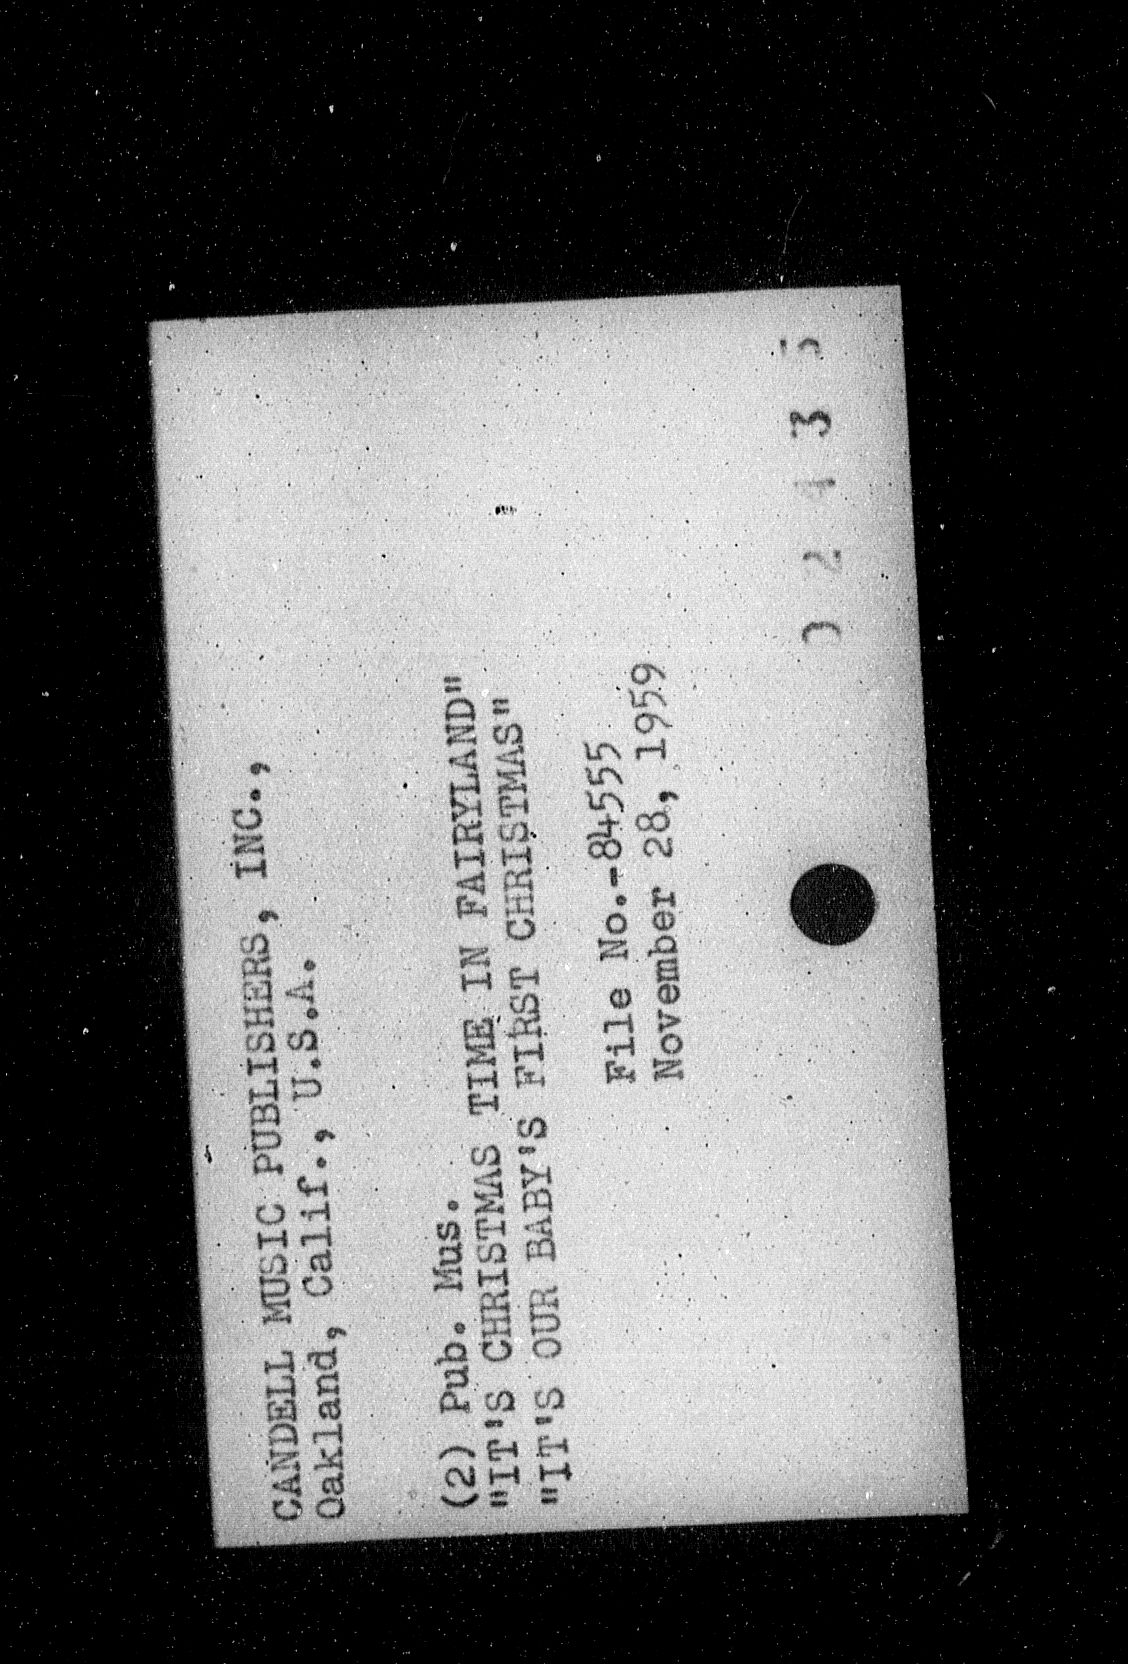 CANDELL MUSIC PUBLISHERS, INC.,
Oakland, Calif., U.S.A.
(2) Pub. Mus.
"IT'S CHRISTMAS TIME IN FAIRYLAND"
"IT'S OUR BABY'S FIRST CHRISTMAS"
File No.-84555
November 28, 1959